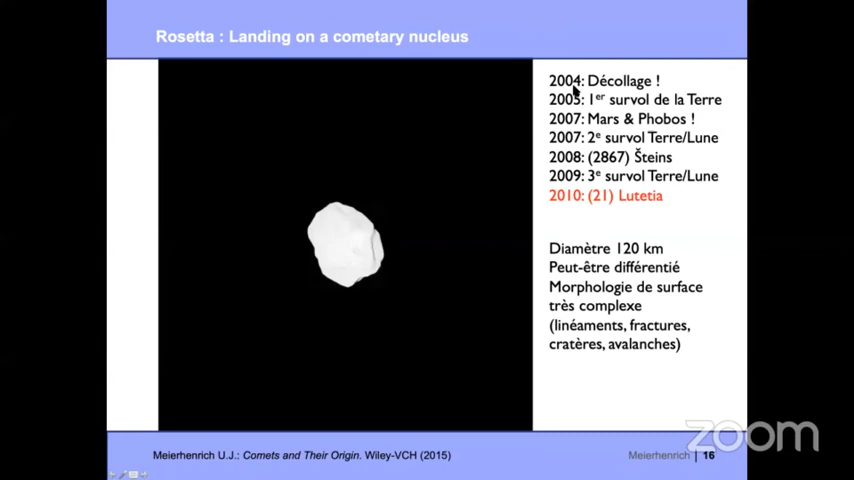 Rosetta : Landing on a cometary nucleus
2004: Décollage !
2005: 1er survol de la Terre
2007: Mars & Phobos !
2007: 2e survol Terre/Lune
2008: (2867) Šteins
2009: 3e survol Terre/Lune
2010: (21) Lutetia
Diamètre 120 km
Peut-être différentié
Morphologie de surface
très complexe
(linéaments, fractures,
cratères, avalanches)
zoom
Meierhenrich U.J.: Comets and Their Origin. Wiley-VCH (2015)
Meierhenrich | 16